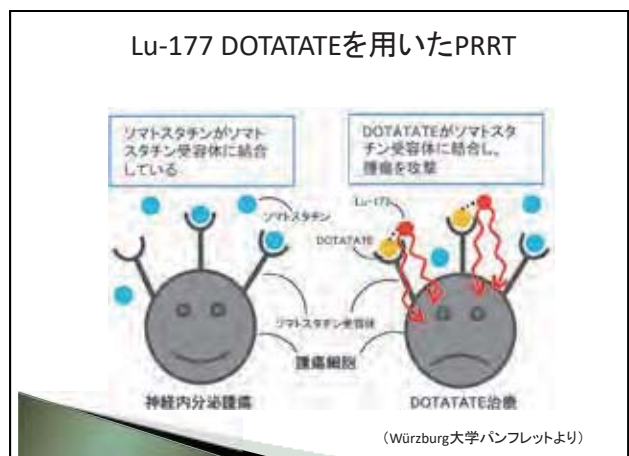 Lu-177 DOTATATEを用いたPRRT
ソマトスタチンがソマト
スタチン受容体に結合
している
DOTATATEがソマトスタ
チン受容体に結合し、
腫瘍を攻撃
Lu-177
ソマトスタチン
DOTATATE
ソマトスタチン受容体
腫瘍細胞
神経内分泌腫瘍
DOTATATE治療
(Würzburg大学パンフレットより)